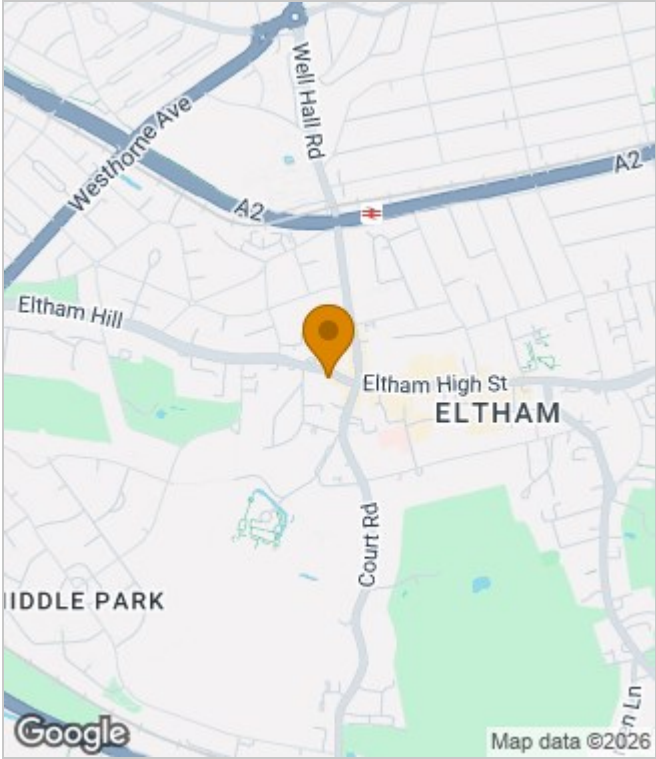 Well Hall Rd
Westhorne Ave
A2
A2
Eltham Hill
Eltham High St
ELTHAM
Court Rd
IDDLE PARK
en Ln
Google
Map data ©2026